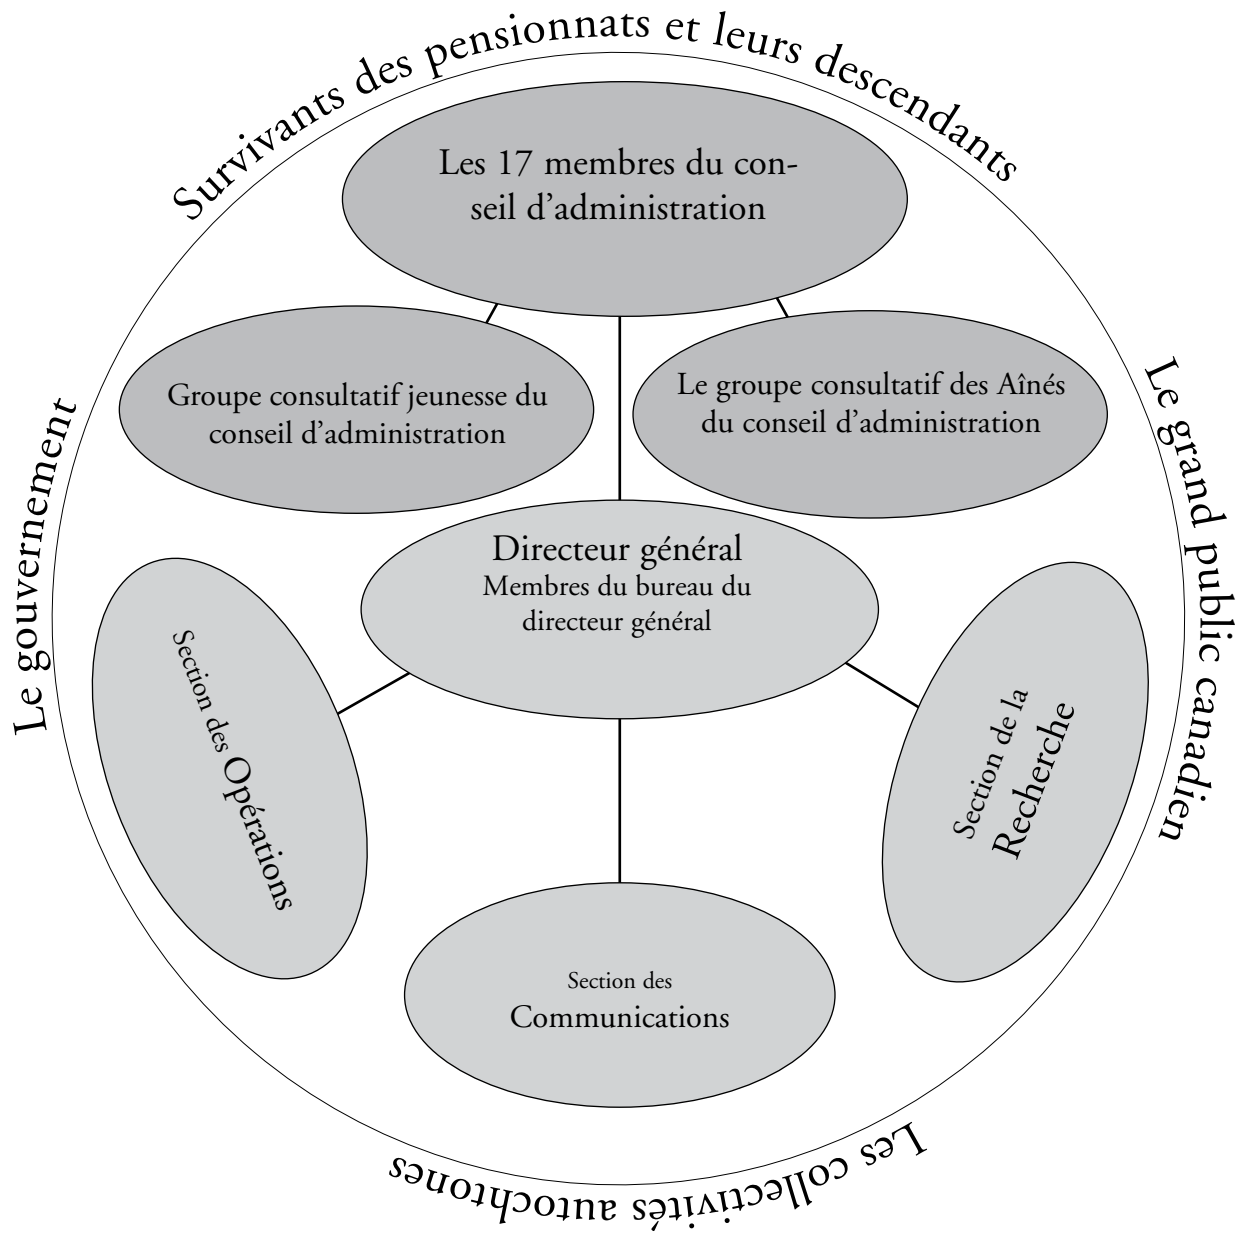 Survivants des pensionnats et leurs descendants
Les 17 membres du con-
seil d’administration
Groupe consultatif jeunesse du
conseil d’administration
Le groupe consultatif des Aînés
du conseil d’administration
Le gouvernement
Le grand public canadien
Directeur général
Membres du bureau du
directeur général
Section des Opérations
Section de la
Recherche
Section des
Communications
Les collectivités autochtones